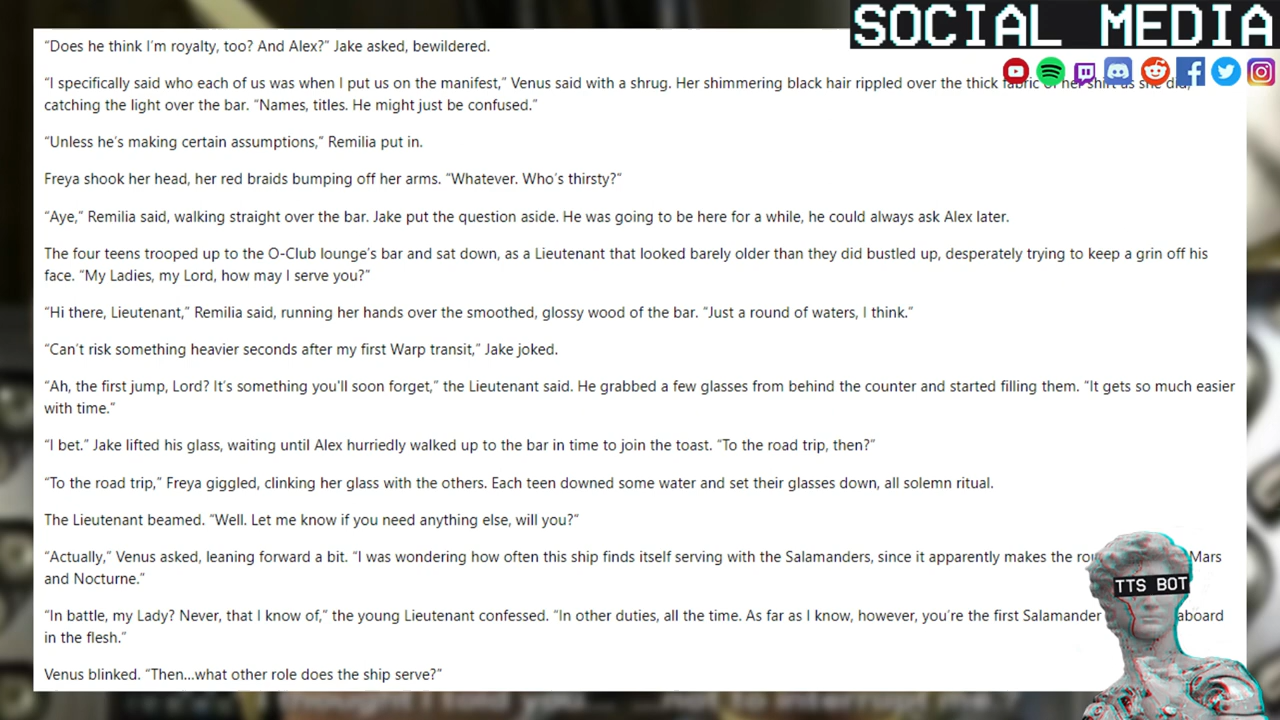 SOCIAL MEDIA
“Does he think I’m royalty, too? And Alex?” Jake asked, bewildered.
“I specifically said who each of us was when I put us on the manifest,” Venus said with a shrug. Her shimmering black hair rippled over the thick fabric of her shirt as she did,
catching the light over the bar. “Names, titles. He might just be confused.”
“Unless he’s making certain assumptions,” Remilia put in.
Freya shook her head, her red braids bumping off her arms. “Whatever. Who’s thirsty?”
“Aye,” Remilia said, walking straight over the bar. Jake put the question aside. He was going to be here for a while, he could always ask Alex later.
The four teens trooped up to the O-Club lounge’s bar and sat down, as a Lieutenant that looked barely older than they did bustled up, desperately trying to keep a grin off his
face. “My Ladies, my Lord, how may I serve you?”
“Hi there, Lieutenant,” Remilia said, running her hands over the smoothed, glossy wood of the bar. “Just a round of waters, I think.”
“Can’t risk something heavier seconds after my first Warp transit,” Jake joked.
“Ah, the first jump, Lord? It’s something you'll soon forget,” the Lieutenant said. He grabbed a few glasses from behind the counter and started filling them. “It gets so much easier
with time.”
“I bet.” Jake lifted his glass, waiting until Alex hurriedly walked up to the bar in time to join the toast. “To the road trip, then?”
“To the road trip,” Freya giggled, clinking her glass with the others. Each teen downed some water and set their glasses down, all solemn ritual.
The Lieutenant beamed. “Well. Let me know if you need anything else, will you?”
“Actually,” Venus asked, leaning forward a bit. “I was wondering how often this ship finds itself serving with the Salamanders, since it apparently makes the Mars
and Nocturne.”
“In battle, my Lady? Never, that I know of,” the young Lieutenant confessed. “In other duties, all the time. As far as I know, however, you’re the first Salamander aboard
in the flesh.”
Venus blinked. “Then…what other role does the ship serve?”
TTS BOT